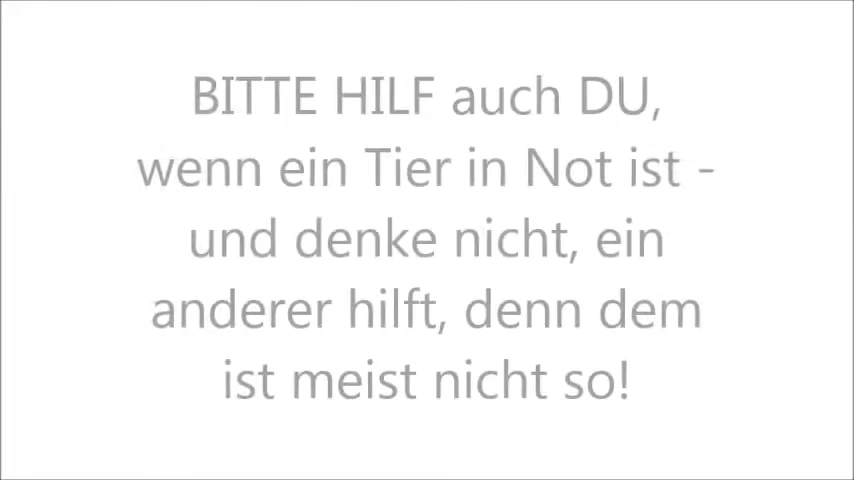 BITTE HILF auch DU,
wenn ein Tier in Not ist -
und denke nicht, ein
anderer hilft, denn dem
ist meist nicht so!